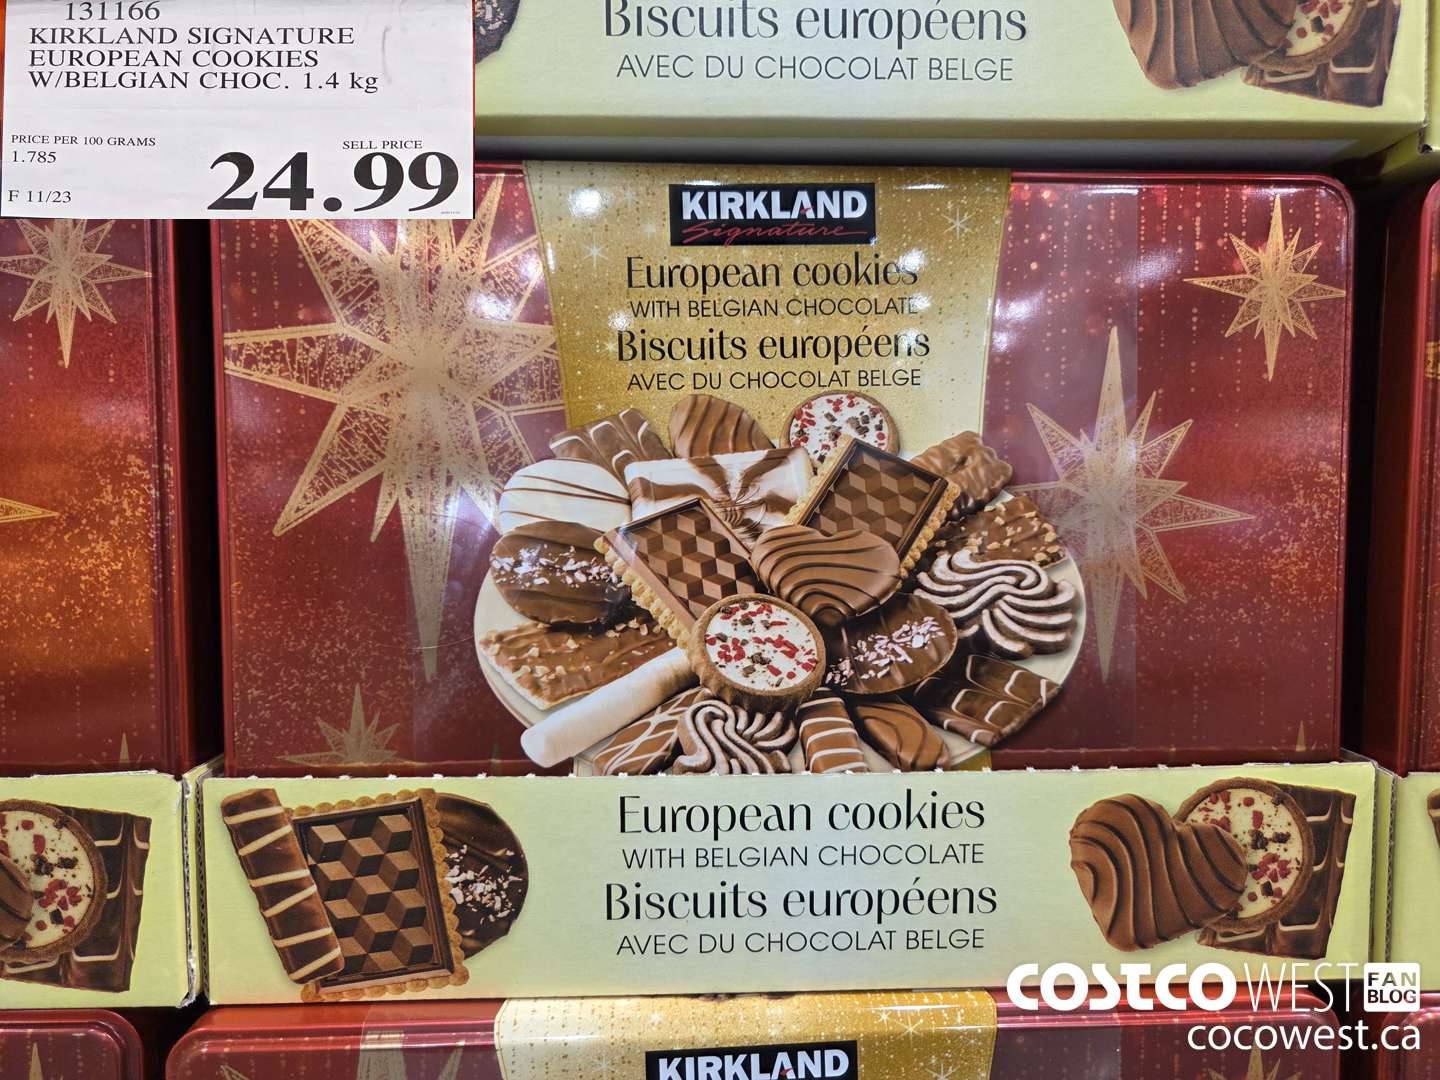 131166
KIRKLAND SIGNATURE
EUROPEAN COOKIES
W/BELGIAN CHOC. 1.4 kg
PRICE PER 100 GRAMS
1.785
SELL PRICE
24.99
F 11/23
Biscuits européens
AVEC DU CHOCOLAT BELGE
KIRKLAND
Signature
European cookies
WITH BELGIAN CHOCOLATE
Biscuits européens
AVEC DU CHOCOLAT BELGE
European cookies
WITH BELGIAN CHOCOLATE
Biscuits européens
AVEC DU CHOCOLAT BELGE
KIRKLAND
COSTCO WEST FAN BLOG
cocowest.ca